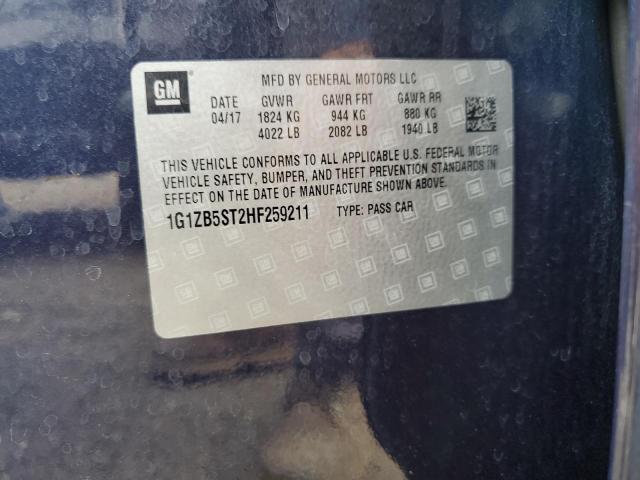 GM
MFD BY GENERAL MOTORS LLC
DATE GVWR GAWR FRT GAWR RR
04/17 1824 KG 944 KG 880 KG
4022 LB 2082 LB 1940 LB
THIS VEHICLE CONFORMS TO ALL APPLICABLE U.S. FEDERAL MOTOR
VEHICLE SAFETY, BUMPER, AND THEFT PREVENTION STANDARDS IN
EFFECT ON THE DATE OF MANUFACTURE SHOWN ABOVE.
1G1ZB5ST2HF259211 TYPE: PASS CAR